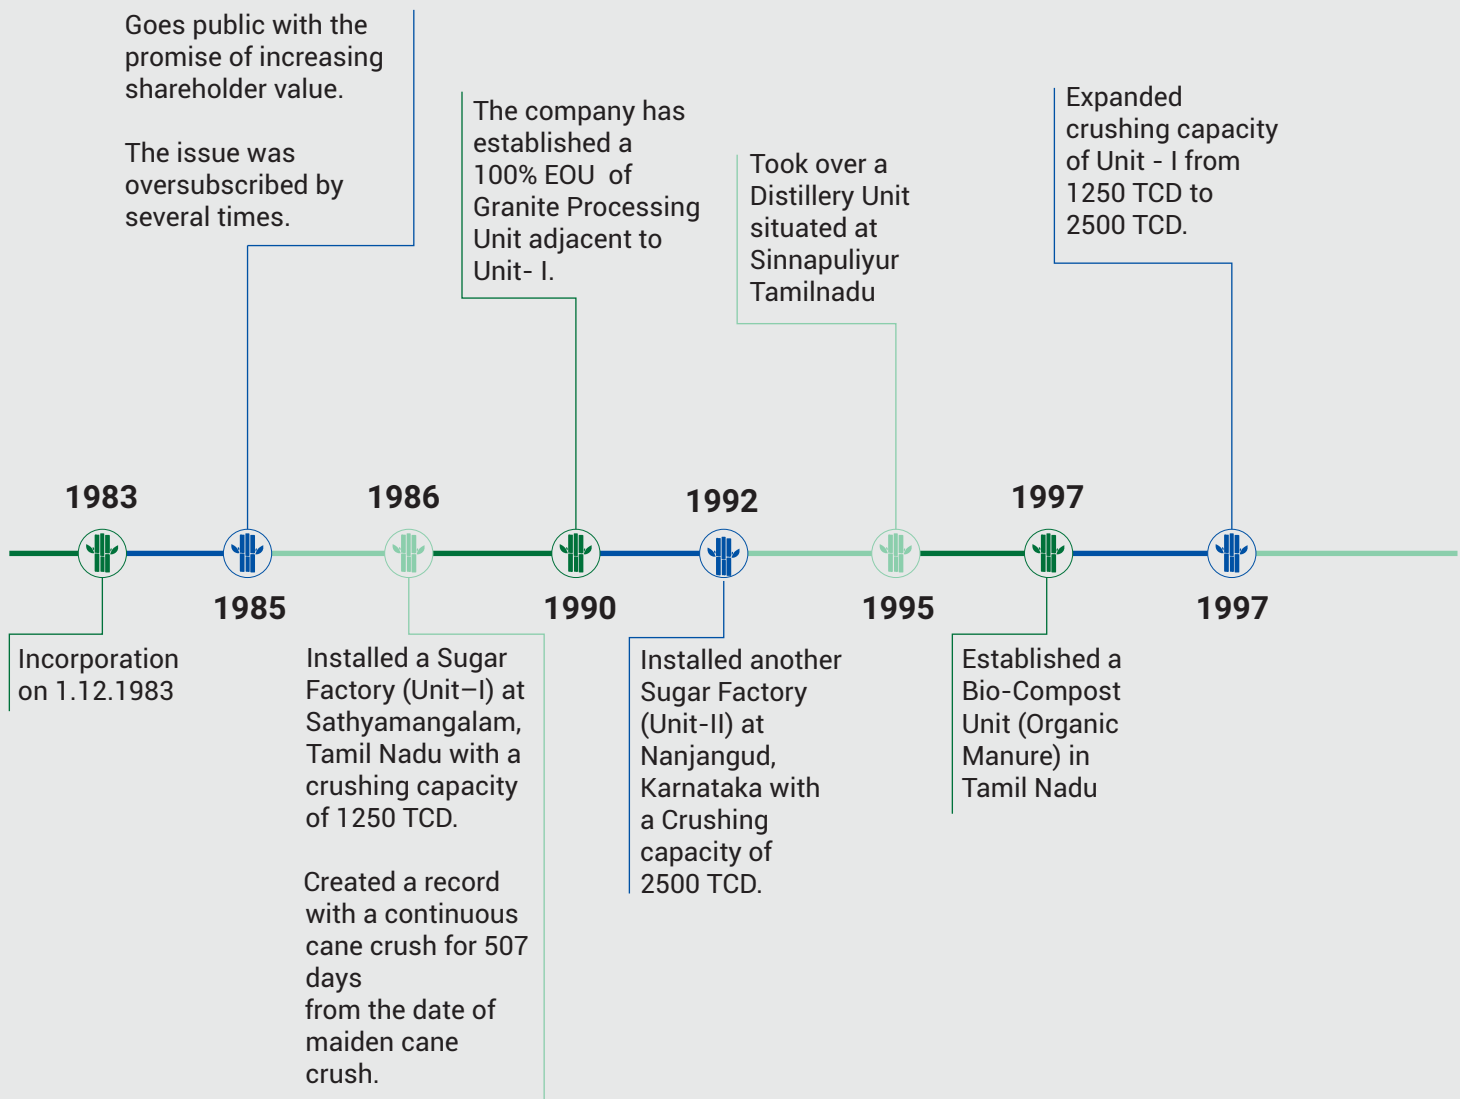 Goes public with the
promise of increasing
shareholder value.
The issue was
oversubscribed by
several times.
The company has
established a
100% EOU  of
Granite Processing
Unit adjacent to
Unit- I.
Took over a
Distillery Unit
situated at
Sinnapuliyur
Tamilnadu
Expanded
crushing capacity
of Unit - I from
1250 TCD to
2500 TCD.
1983
1986
1992
1997
1985
1990
1995
1997
Incorporation
on 1.12.1983
Installed a Sugar
Factory (Unit–I) at
Sathyamangalam,
Tamil Nadu with a
crushing capacity
of 1250 TCD.
Created a record
with a continuous
cane crush for 507
days
from the date of
maiden cane
crush.
Installed another
Sugar Factory
(Unit-II) at
Nanjangud,
Karnataka with
a Crushing
capacity of
2500 TCD.
Established a
Bio-Compost
Unit (Organic
Manure) in
Tamil Nadu